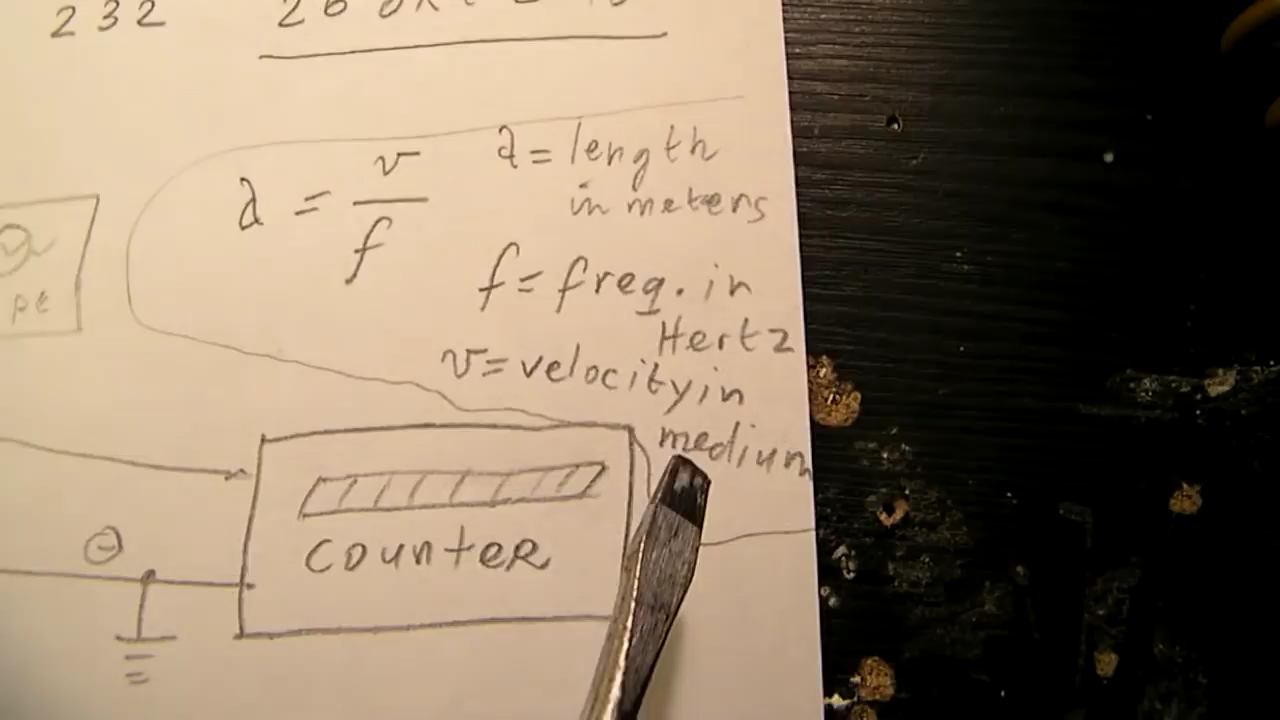 232
λ = v/f
λ = length
in meters
f = freq. in
Hertz
v = velocity in
medium
pe
⊖
COUNTER